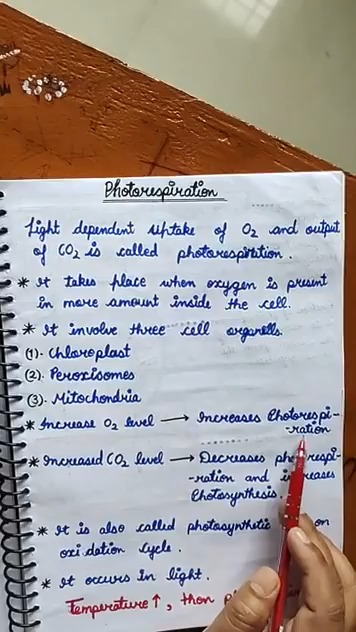 Photorespiration
Light dependent uptake of O2 and output
of CO2 is called photorespiration.
* It takes place when oxygen is present
in more amount inside the cell.
* It involve three cell organells.
(1). Chloroplast
(2). Peroxisomes
(3). Mitochondria
* Increase O2 level → Increases Photorespi-
-ration
* Increased CO2 level → Decreases photorespi-
-ration and increases
Photosynthesis.
* It is also called photosynthetic
oxidation cycle.
* It occurs in light.
Temperature ↑, then